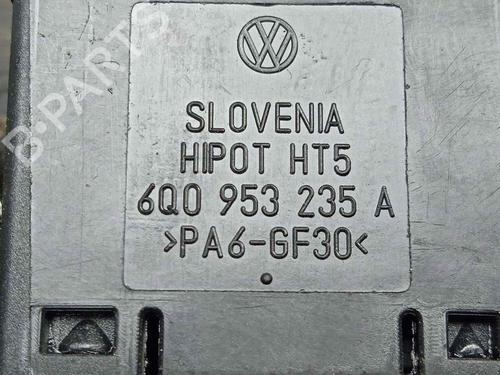 B-PARTS
SLOVENIA
HIPOT HT5
6Q0 953 235 A
>PA6-GF30<